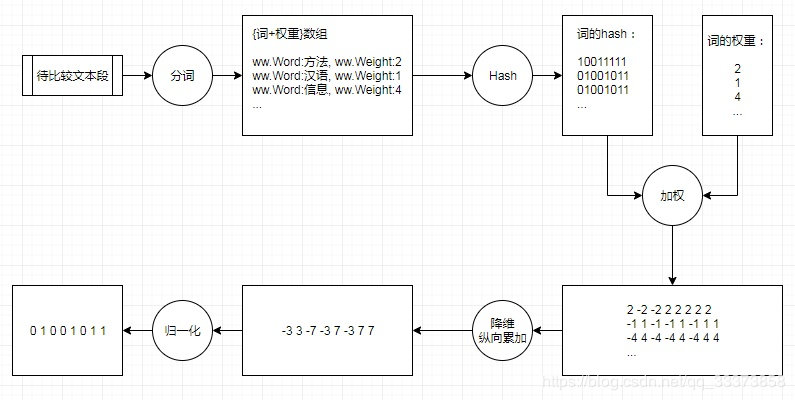 待比较文本段
分词
{词+权重}数组
ww.Word:方法, ww.Weight:2
ww.Word:汉语, ww.Weight:1
ww.Word:信息, ww.Weight:4
...
Hash
词的hash：
10011111
01001011
01001011
...
词的权重：
2
1
4
...
加权
2 -2 -2 2 2 2 2 2
-1 1 -1 -1 1 -1 1 1
-4 4 -4 -4 4 -4 4 4
...
降维
纵向累加
-3 3 -7 -3 7 -3 7 7
归一化
0 1 0 0 1 0 1 1
https://blog.csdn.net/qq_33373858